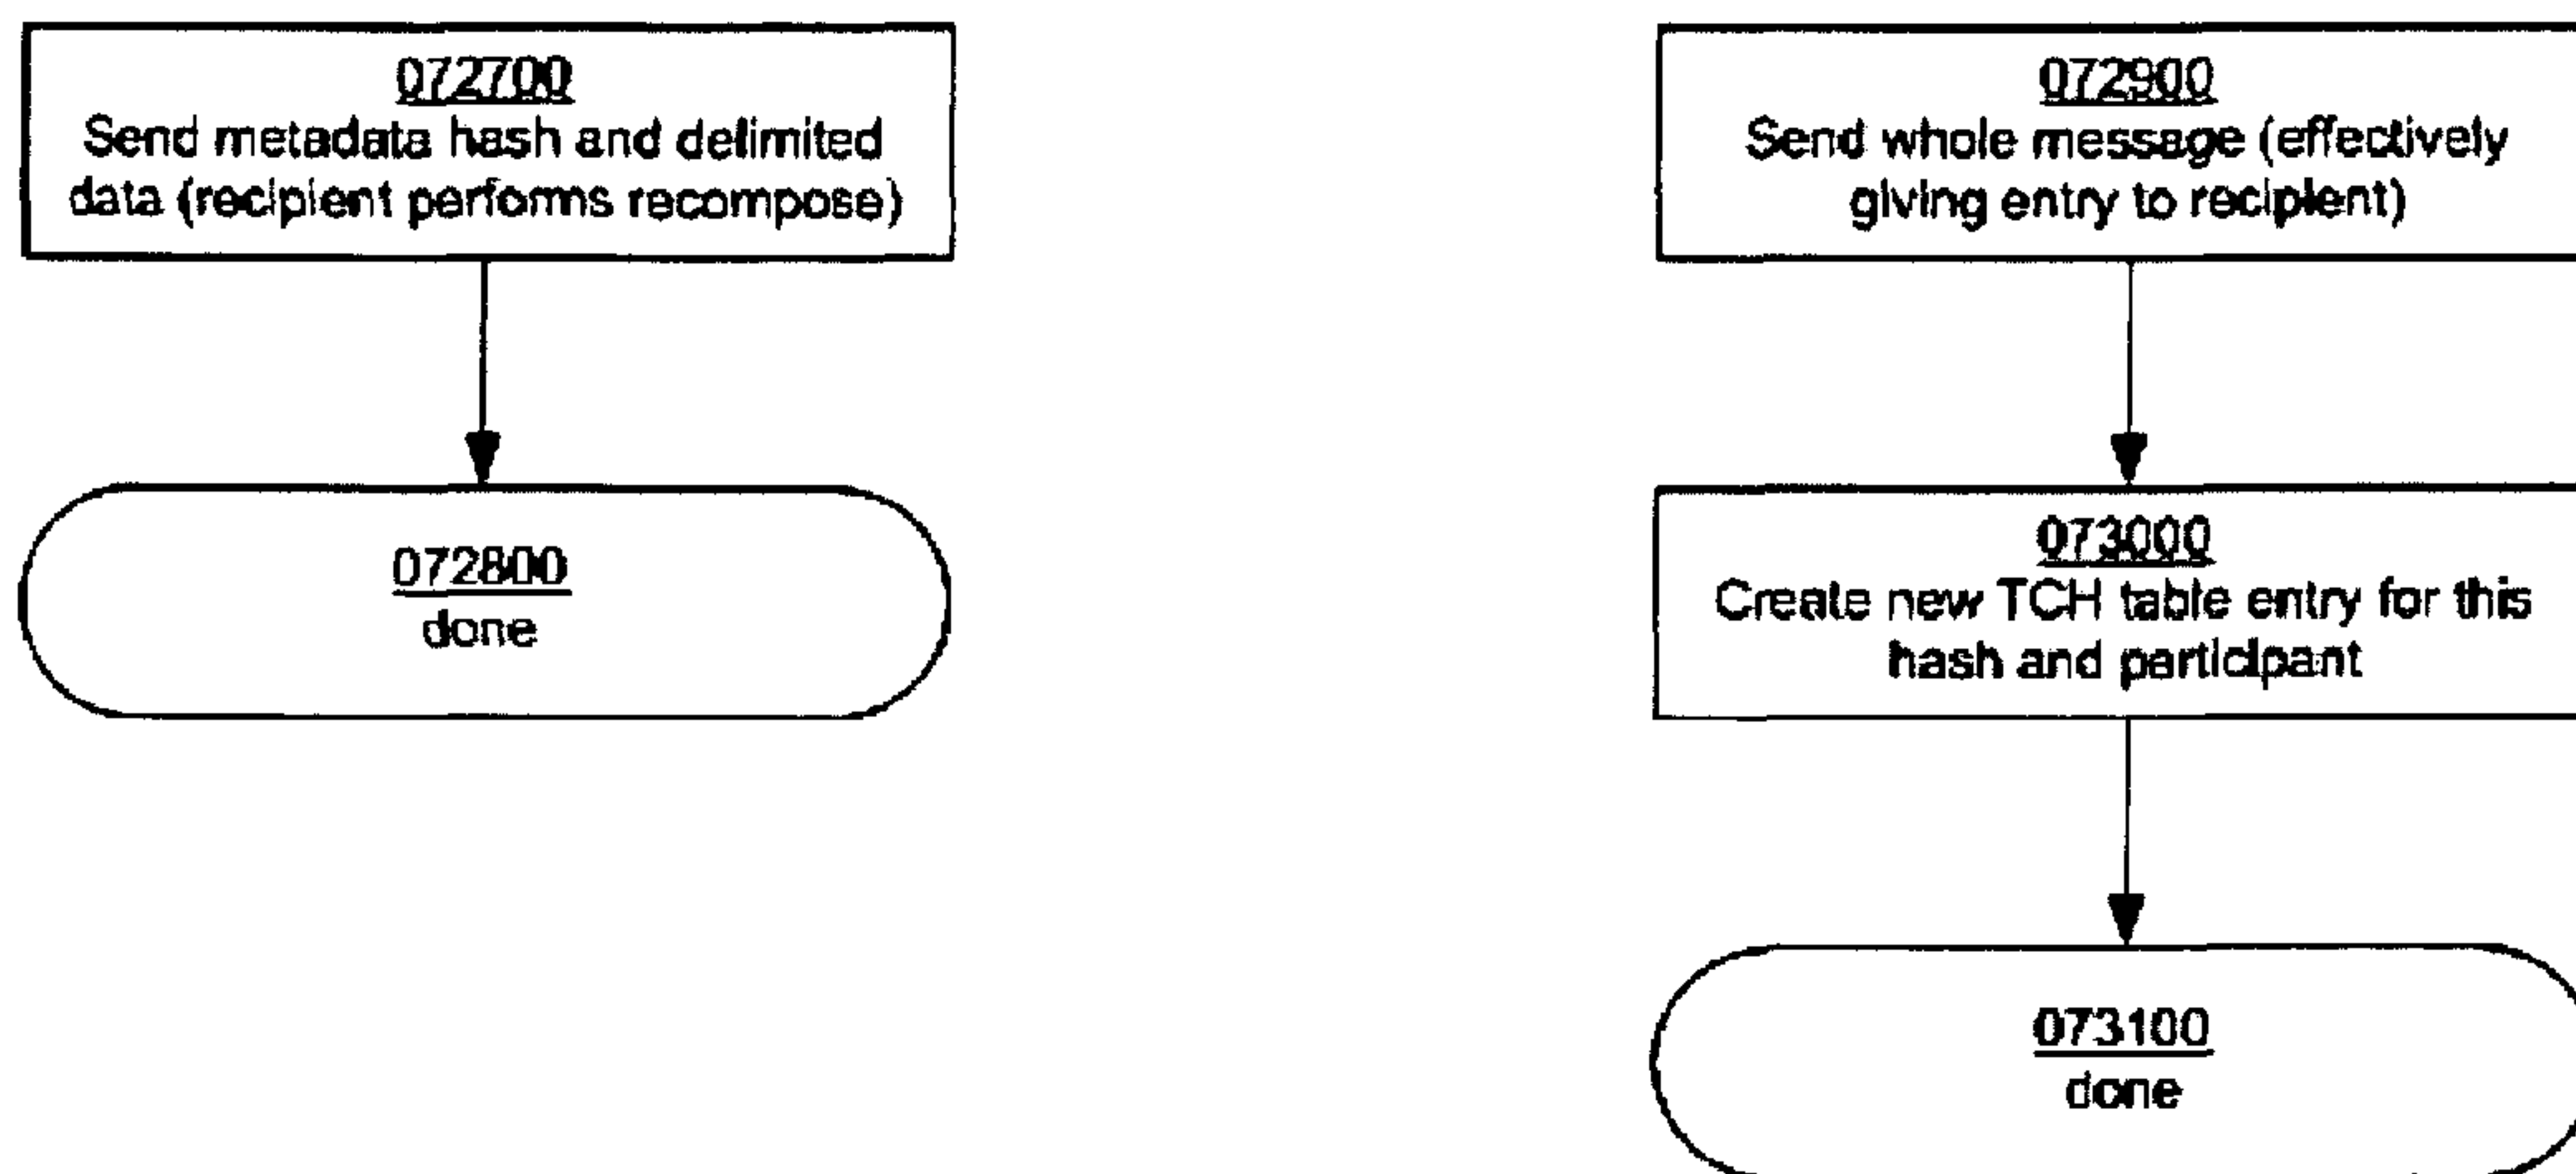 072700
Send metadata hash and delimited
data (recipient performs recompose)
072800
done
072900
Send whole message (effectively
giving entry to recipient)
073000
Create new TCH table entry for this
hash and participant
073100
done